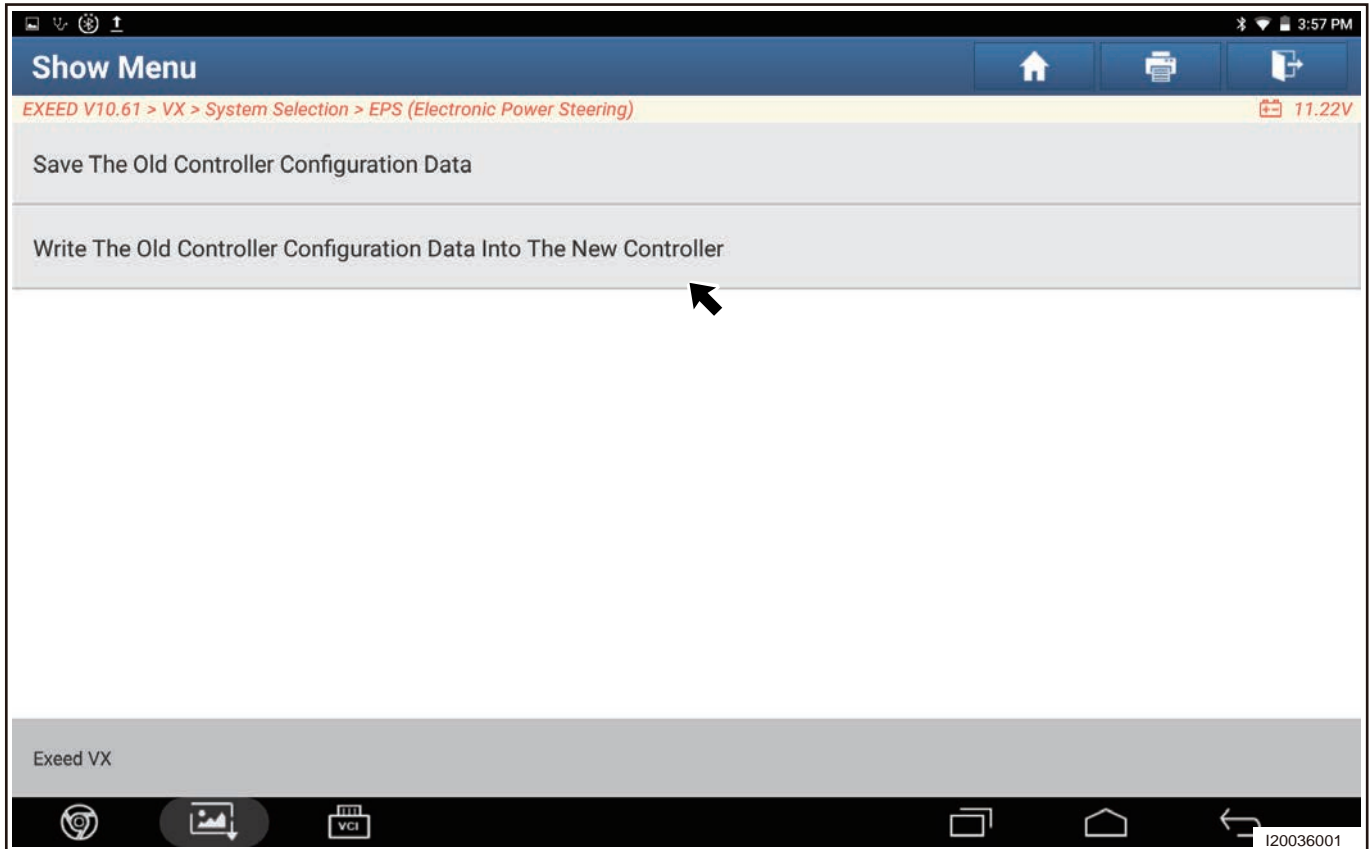 3:57 PM
Show Menu
EXEED V10.61 > VX > System Selection > EPS (Electronic Power Steering)
11.22V
Save The Old Controller Configuration Data
Write The Old Controller Configuration Data Into The New Controller
Exeed VX
VCI
I20036001